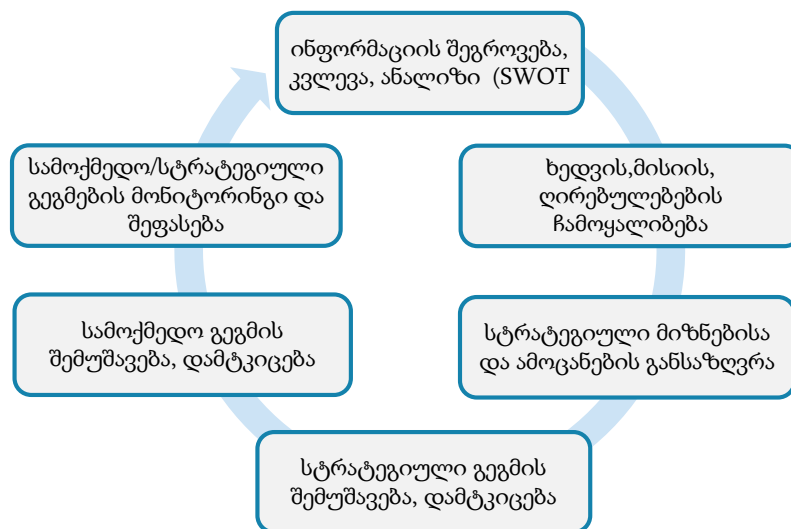 ინფორმაციის შეგროვება,
კვლევა, ანალიზი (SWOT
ხედვის,მისიის,
ღირებულებების
ჩამოყალიბება
სტრატეგიული მიზნებისა
და ამოცანების განსაზღვრა
სტრატეგიული გეგმის
შემუშავება, დამტკიცება
სამოქმედო გეგმის
შემუშავება, დამტკიცება
სამოქმედო/სტრატეგიული
გეგმების მონიტორინგი და
შეფასება